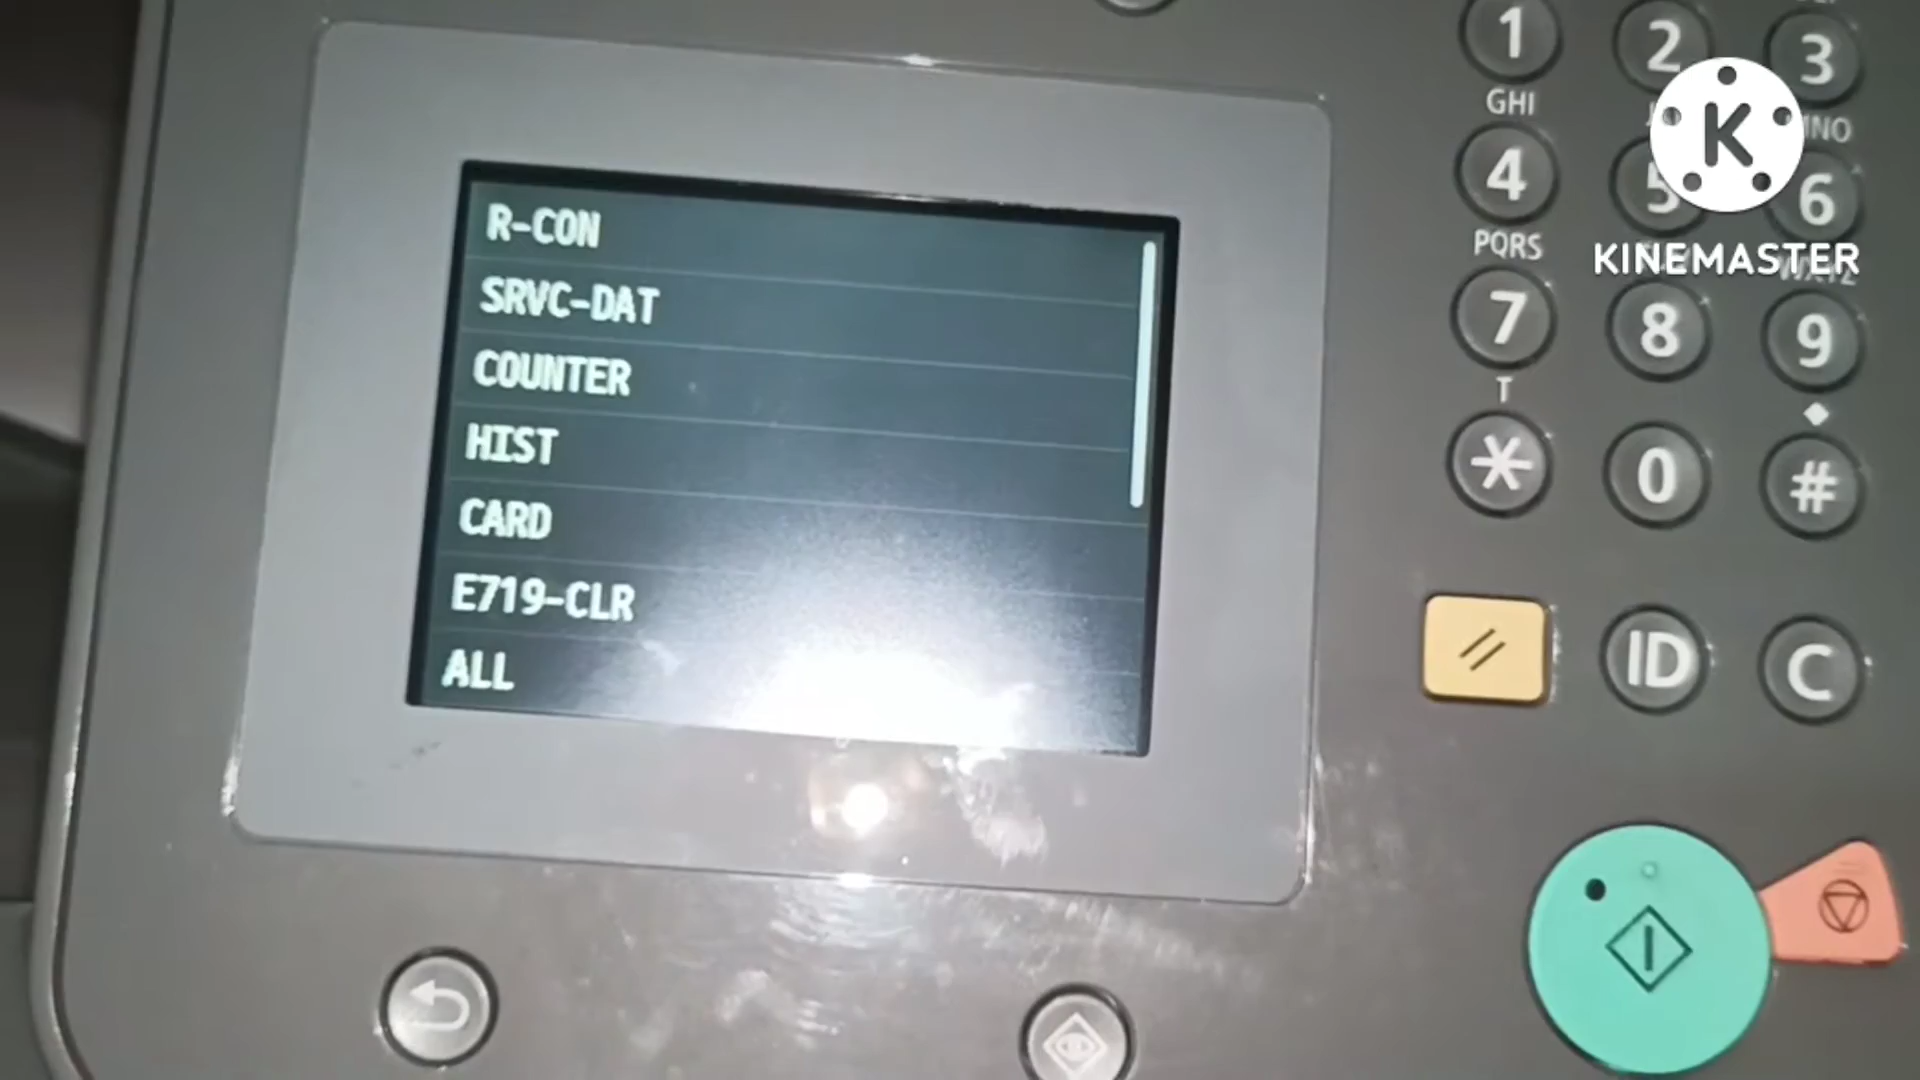 R-CON
SRVC-DAT
COUNTER
HIST
CARD
E719-CLR
ALL
1
2
3
GHI
MNO
4
5
6
PQRS
7
8
9
T
*
0
#
ID
C
K
KINEMASTER